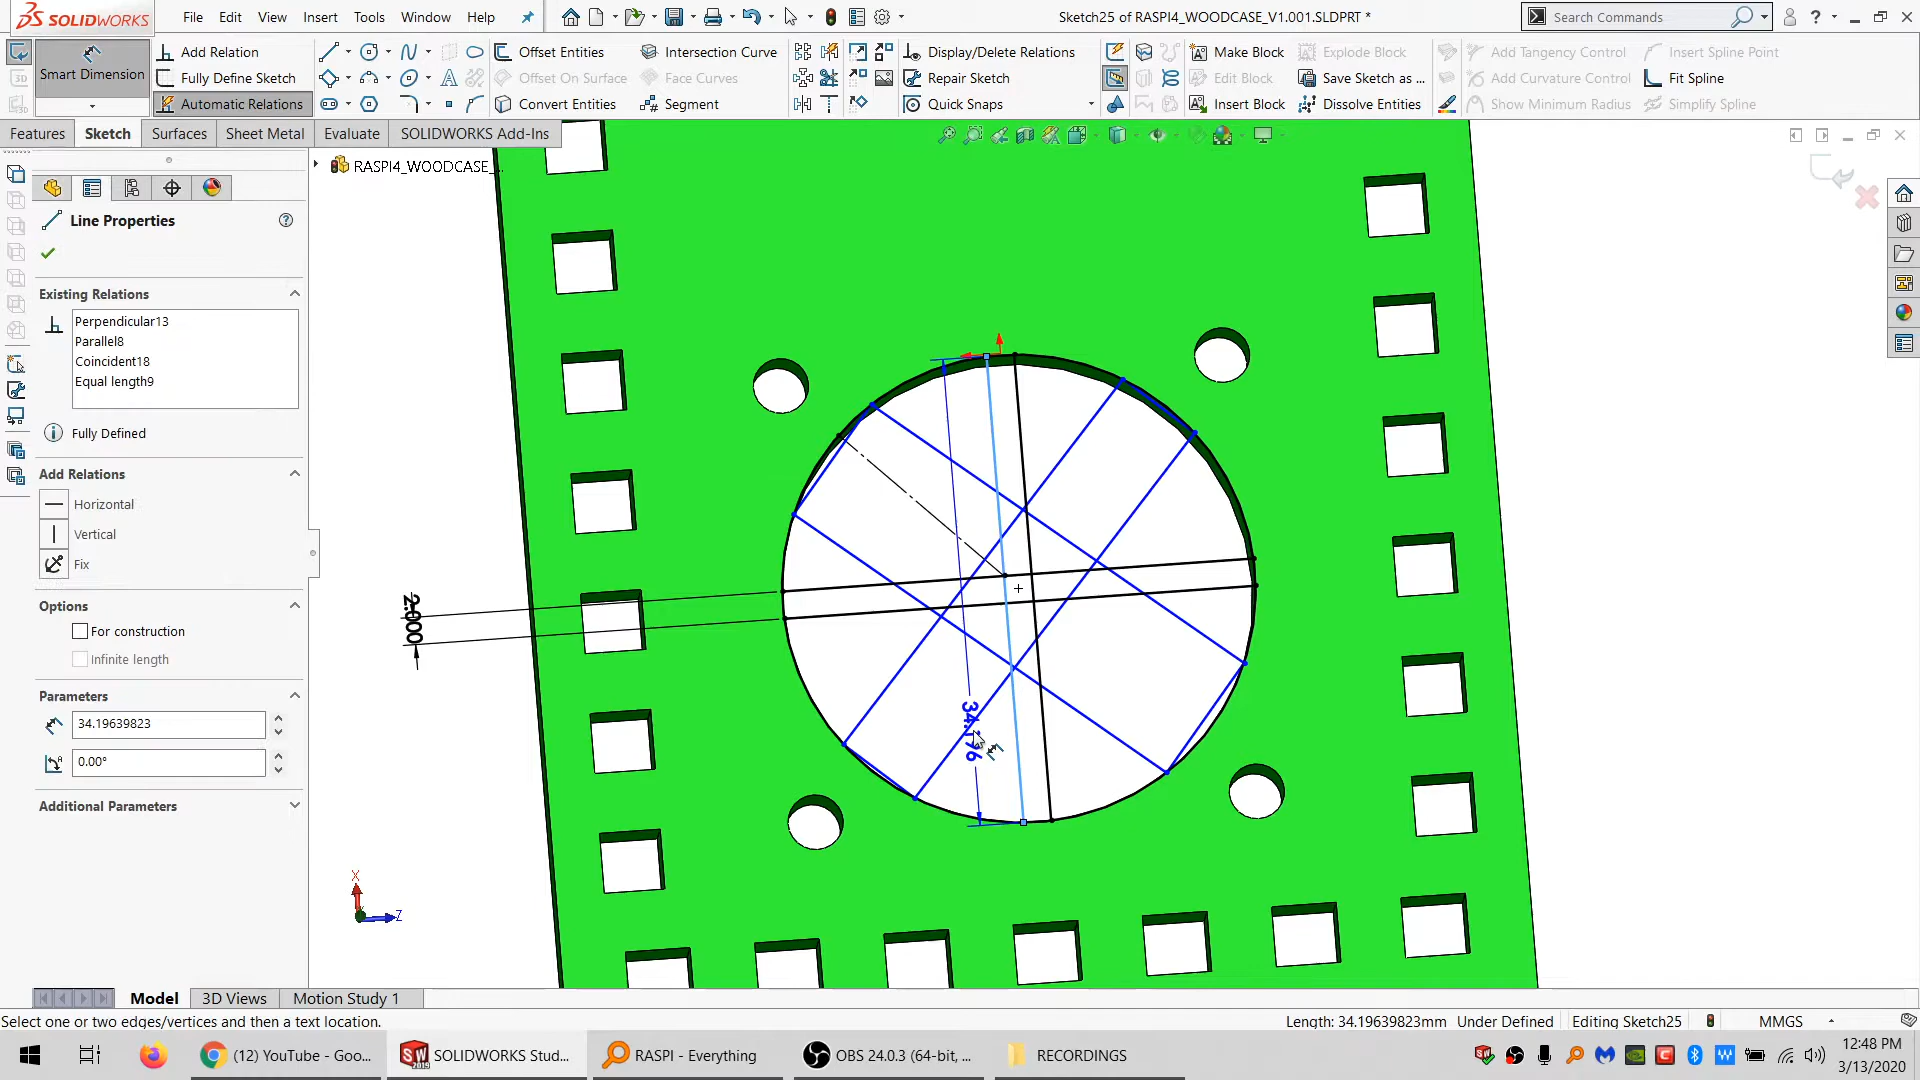 SOLIDWORKS
File Edit View Insert Tools Window Help
Sketch25 of RASPI4_WOODCASE_V1.001.SLDPRT *
Search Commands
Smart Dimension
Add Relation
Fully Define Sketch
Automatic Relations
Offset Entities
Offset On Surface
Convert Entities
Intersection Curve
Face Curves
Segment
Display/Delete Relations
Repair Sketch
Quick Snaps
Make Block
Edit Block
Insert Block
Explode Block
Save Sketch as ...
Dissolve Entities
Add Tangency Control
Add Curvature Control
Show Minimum Radius
Insert Spline Point
Fit Spline
Simplify Spline
Features Sketch Surfaces Sheet Metal Evaluate SOLIDWORKS Add-Ins
RASPI4_WOODCASE_...
Line Properties
Existing Relations
Perpendicular13
Parallel8
Coincident18
Equal length9
Fully Defined
Add Relations
Horizontal
Vertical
Fix
Options
For construction
Infinite length
Parameters
34.19639823
0.00°
Additional Parameters
2.000
34.196
X
Z
Model 3D Views Motion Study 1
Select one or two edges/vertices and then a text location.
Length: 34.19639823mm Under Defined Editing Sketch25 MMGS
(12) YouTube - Goo...
SOLIDWORKS Stud...
RASPI - Everything
OBS 24.0.3 (64-bit, ...
RECORDINGS
12:48 PM
3/13/2020